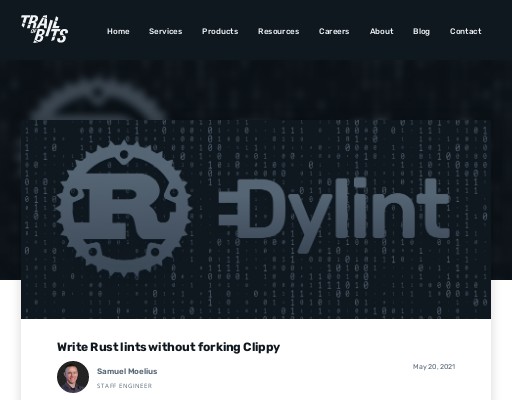 TRAIL OF BITS
Home Services Products Resources Careers About Blog Contact
R Dylint
Write Rust lints without forking Clippy
Samuel Moelius
STAFF ENGINEER
May 20, 2021